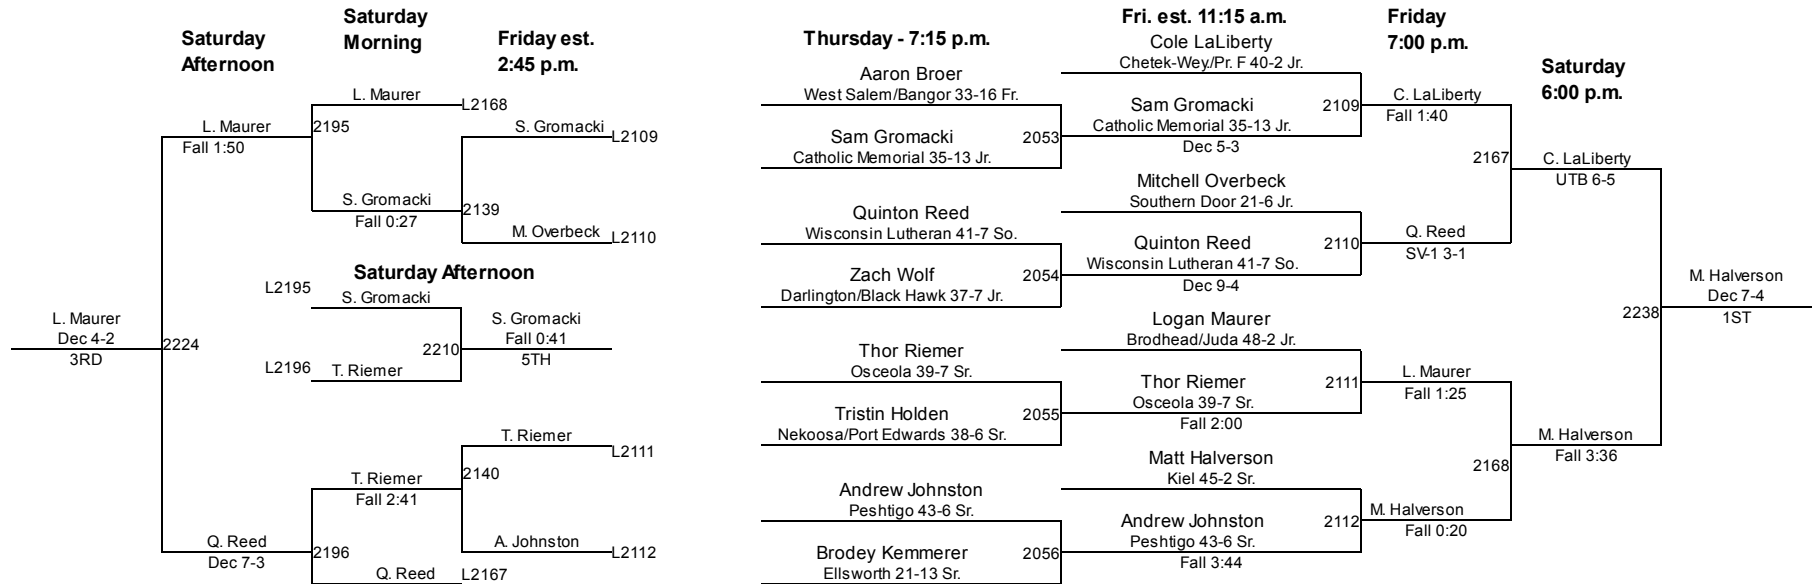 Saturday
Afternoon
Saturday
Morning
Friday est.
2:45 p.m.
L. Maurer
L2168
L. Maurer
Fall 1:50
2195
S. Gromacki
L2109
S. Gromacki
Fall 0:27
2139
M. Overbeck
L2110
Saturday Afternoon
L2195
S. Gromacki
L. Maurer
Dec 4-2
3RD
2224
2210
S. Gromacki
Fall 0:41
5TH
L2196
T. Riemer
T. Riemer
L2111
T. Riemer
Fall 2:41
2140
A. Johnston
L2112
Q. Reed
Dec 7-3
2196
Q. Reed
L2167
Thursday - 7:15 p.m.
Aaron Broer
West Salem/Bangor 33-16 Fr.
Sam Gromacki
Catholic Memorial 35-13 Jr.
2053
Quinton Reed
Wisconsin Lutheran 41-7 So.
Zach Wolf
Darlington/Black Hawk 37-7 Jr.
2054
Thor Riemer
Osceola 39-7 Sr.
Tristin Holden
Nekoosa/Port Edwards 38-6 Sr.
2055
Andrew Johnston
Peshtigo 43-6 Sr.
Brodey Kemmerer
Ellsworth 21-13 Sr.
2056
Fri. est. 11:15 a.m.
Cole LaLiberty
Chetek-Wey./Pr. F 40-2 Jr.
Sam Gromacki
Catholic Memorial 35-13 Jr.
Dec 5-3
2109
Mitchell Overbeck
Southern Door 21-6 Jr.
Quinton Reed
Wisconsin Lutheran 41-7 So.
Dec 9-4
2110
Logan Maurer
Brodhead/Juda 48-2 Jr.
Thor Riemer
Osceola 39-7 Sr.
Fall 2:00
2111
Matt Halverson
Kiel 45-2 Sr.
Andrew Johnston
Peshtigo 43-6 Sr.
Fall 3:44
2112
Friday
7:00 p.m.
C. LaLiberty
Fall 1:40
2167
Q. Reed
SV-1 3-1
L. Maurer
Fall 1:25
2168
M. Halverson
Fall 0:20
Saturday
6:00 p.m.
C. LaLiberty
UTB 6-5
2238
M. Halverson
Fall 3:36
M. Halverson
Dec 7-4
1ST